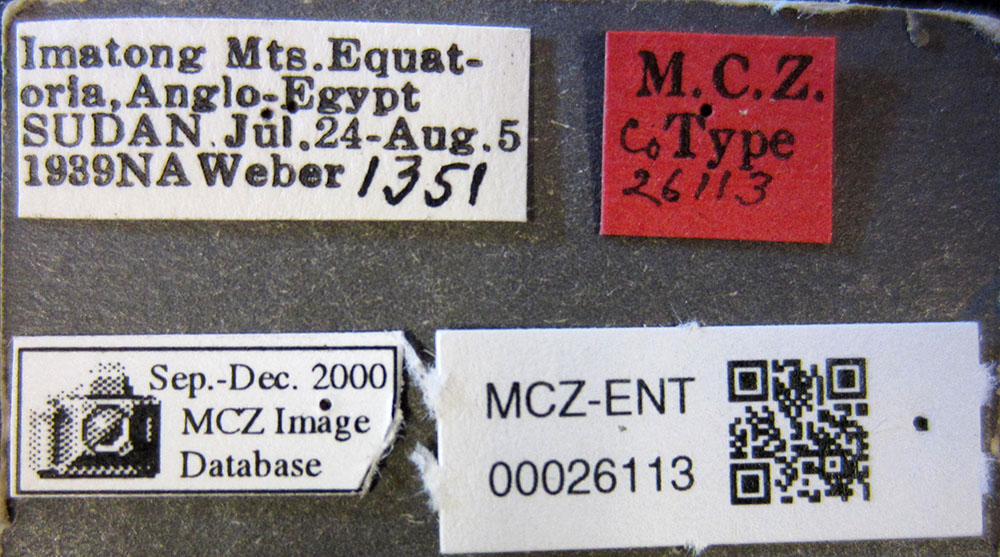 Imatong Mts.Equat-
oria,Anglo-Egypt
SUDAN.Jul.24-Aug.5
1939NAWeber 1351
M.C.Z.
CoType
26113
Sep.-Dec. 2000
MCZ Image
Database
MCZ-ENT
00026113